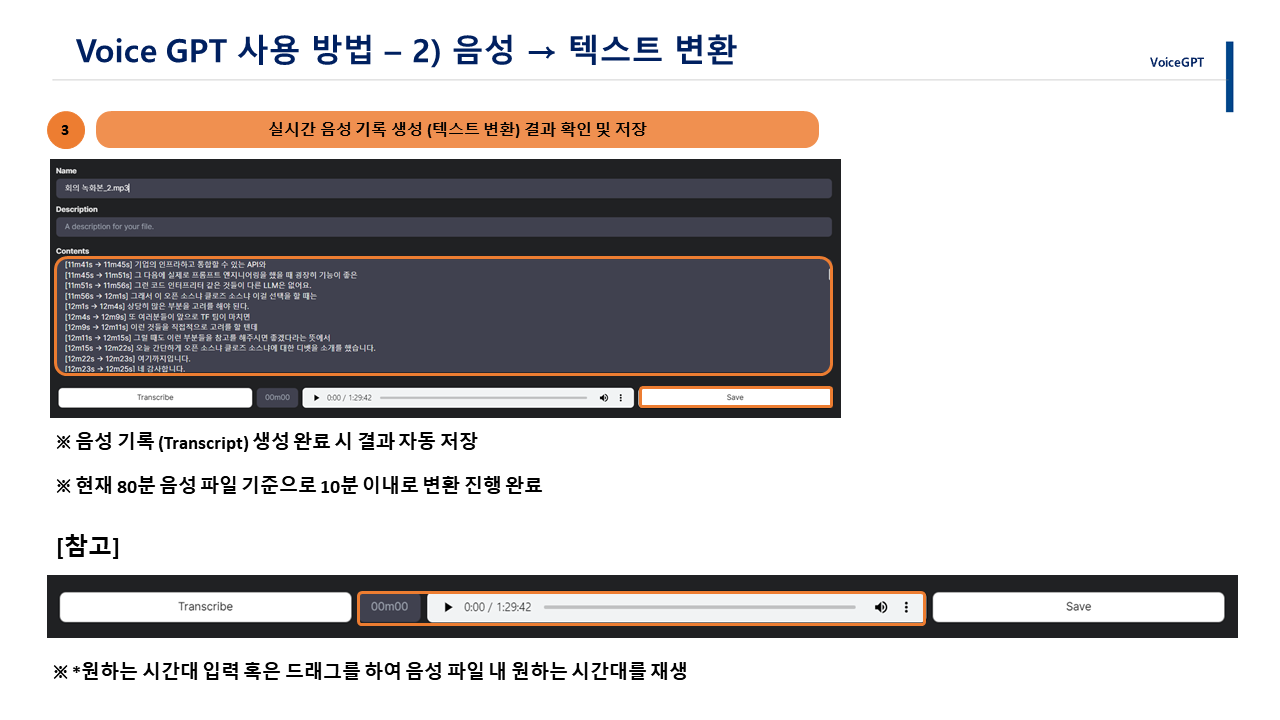 Voice GPT 사용 방법 – 2) 음성 → 텍스트 변환
VoiceGPT
3
실시간 음성 기록 생성 (텍스트 변환) 결과 확인 및 저장
Name
회의 녹화본_2.mp3
Description
A description for your file.
Contents
[11m41s → 11m45s] 기업의 인프라하고 통합할 수 있는 API와
[11m45s → 11m51s] 그 다음에 실제로 프롬프트 엔지니어링을 했을 때 굉장히 기능이 좋은
[11m51s → 11m56s] 그런 코드 인터프리터 같은 것들이 다른 LLM은 없어요.
[11m56s → 12m1s] 그래서 이 오픈 소스냐 클로즈 소스냐 이걸 선택을 할 때는
[12m1s → 12m4s] 상당히 많은 부분을 고려를 해야 된다.
[12m4s → 12m9s] 또 여러분들이 앞으로 TF 팀이 마치면
[12m9s → 12m11s] 이런 것들을 직접적으로 고려를 할 텐데
[12m11s → 12m15s] 그럴 때도 이런 부분들을 참고를 해주시면 좋겠다라는 뜻에서
[12m15s → 12m22s] 오늘 간단하게 오픈 소스냐 클로즈 소스냐에 대한 디벳을 소개를 했습니다.
[12m22s → 12m23s] 여기까지입니다.
[12m23s → 12m25s] 네 감사합니다.
Transcribe 00m00 0:00 / 1:29:42 Save
※ 음성 기록 (Transcript) 생성 완료 시 결과 자동 저장
※ 현재 80분 음성 파일 기준으로 10분 이내로 변환 진행 완료
[참고]
Transcribe 00m00 0:00 / 1:29:42 Save
※ *원하는 시간대 입력 혹은 드래그를 하여 음성 파일 내 원하는 시간대를 재생